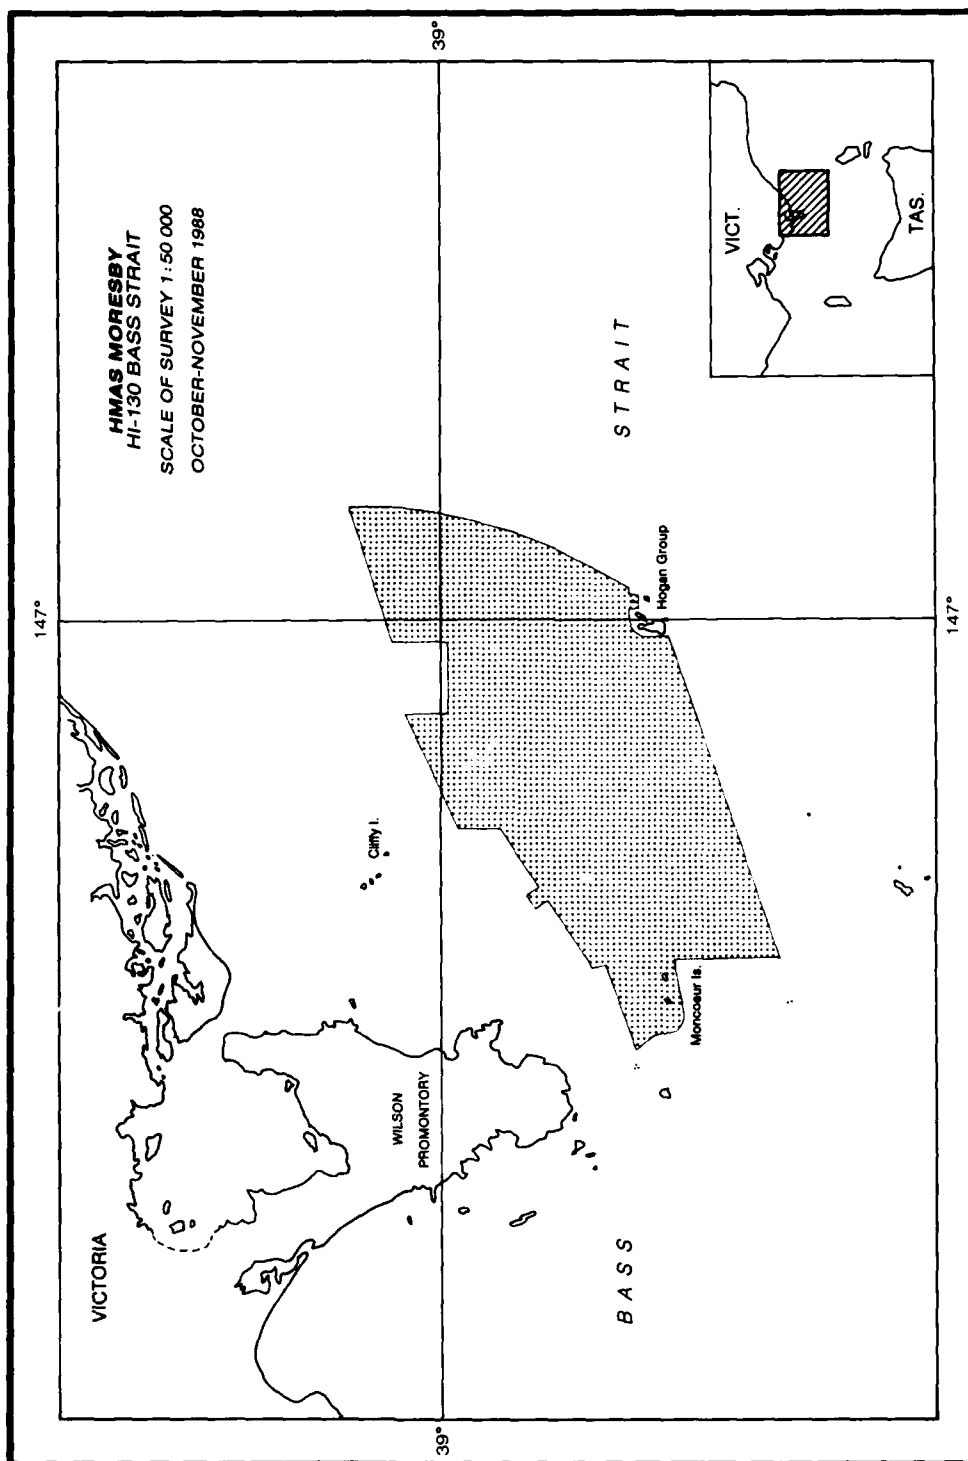 HMAS MORESBY
HI-130 BASS STRAIT
SCALE OF SURVEY 1:50 000
OCTOBER-NOVEMBER 1988
147°
39°
39°
147°
VICTORIA
WILSON
PROMONTORY
Cliffy I.
Moncoeur Is.
Hogan Group
BASS
STRAIT
VICT.
TAS.